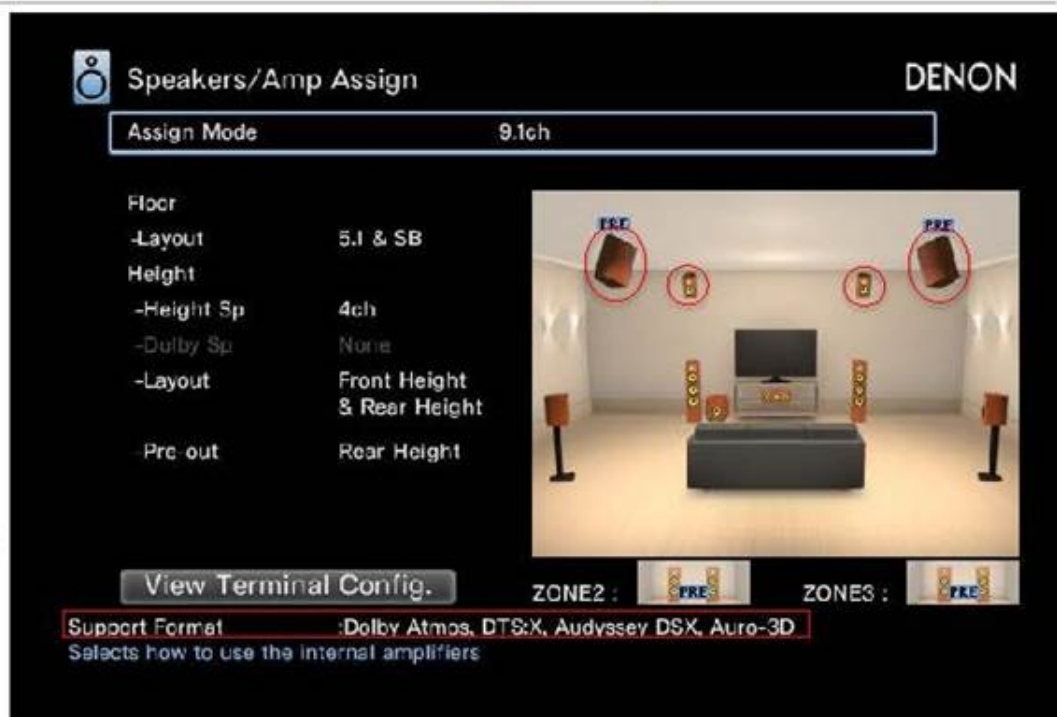 Speakers/Amp Assign
DENON
Assign Mode 9.1ch
Floor
-Layout 5.1 & SB
Height
-Height Sp 4ch
-Dolby Sp None
-Layout Front Height
& Rear Height
-Pre-out Rear Height
PRE PRE
View Terminal Config.
ZONE2 : PRE ZONE3 : PRE
Support Format :Dolby Atmos, DTS:X, Audyssey DSX, Auro-3D
Selects how to use the internal amplifiers